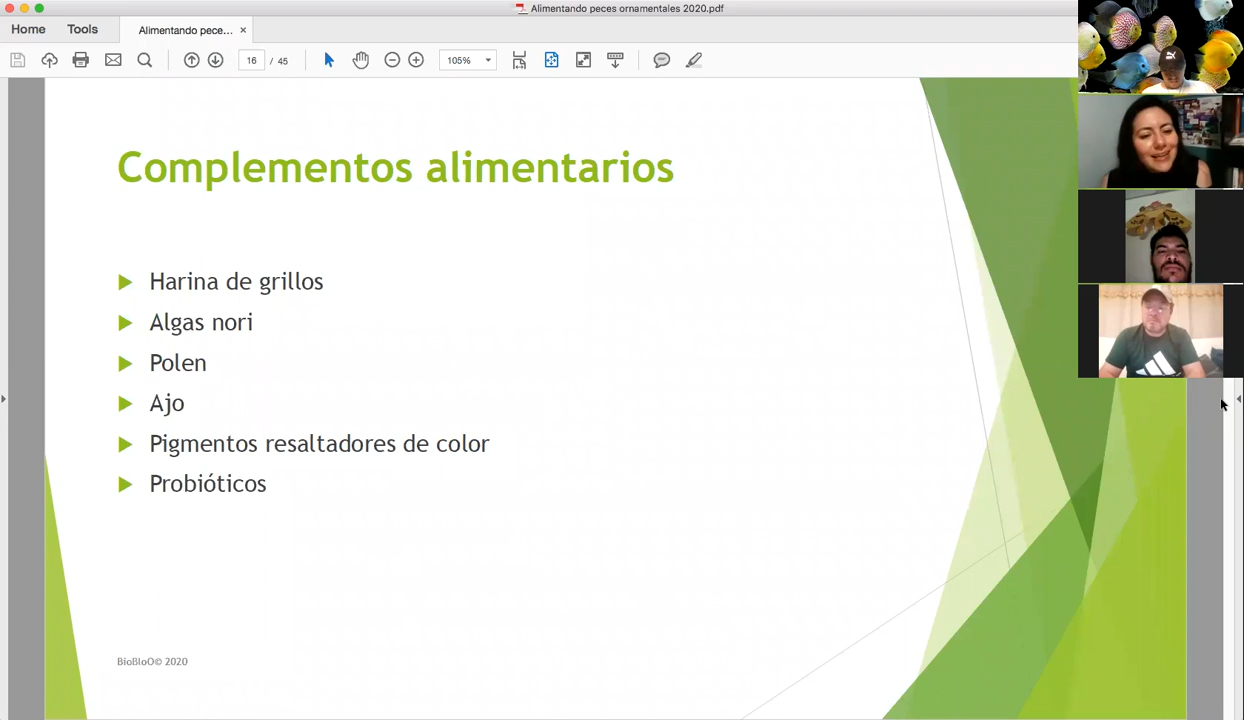 Alimentando peces ornamentales 2020.pdf
Home
Tools
Alimentando pece... ×
16 / 45
105%
Complementos alimentarios
Harina de grillos
Algas nori
Polen
Ajo
Pigmentos resaltadores de color
Probióticos
BioBloO© 2020